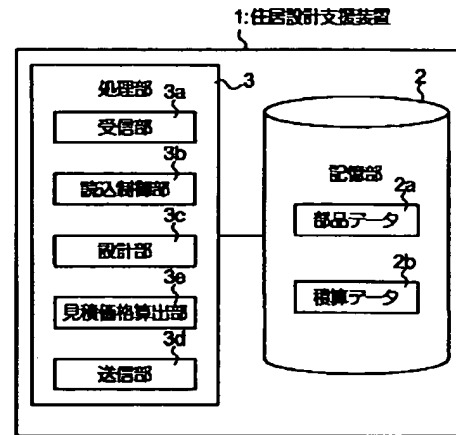 1:住居設計支援装置
3
処理部
3a
受信部
3b
読込制御部
3c
設計部
3e
見積価格算出部
3d
送信部
2
記憶部
2a
部品データ
2b
積算データ